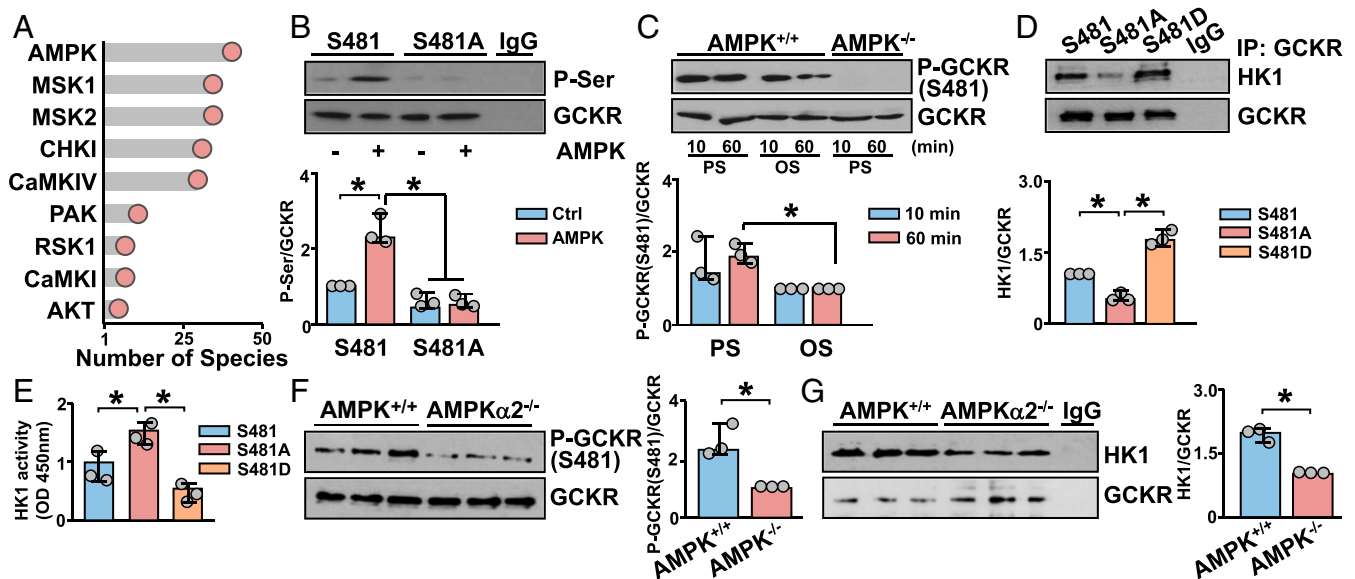 A
AMPK
MSK1
MSK2
CHKI
CaMKIV
PAK
RSK1
CaMKI
AKT
1 25 50
Number of Species
B
S481 S481A IgG
P-Ser
GCKR
- + - + AMPK
P-Ser/GCKR
4
2
0
* *
Ctrl
AMPK
S481 S481A
C
AMPK+/+ AMPK-/-
P-GCKR
(S481)
GCKR
10 60 10 60 10 60 (min)
PS OS PS
P-GCKR(S481)/GCKR
4
2
0
*
10 min
60 min
PS OS
D
S481 S481A S481D IgG IP: GCKR
HK1
GCKR
HK1/GCKR
3.0
1.5
0
* *
S481
S481A
S481D
E
HK1 activity
(OD 450nm)
2
1
0
* *
S481
S481A
S481D
F
AMPK+/+ AMPKα2-/-
P-GCKR
(S481)
GCKR
P-GCKR(S481)/GCKR
4
2
0
*
AMPK+/+
AMPK-/-
G
AMPK+/+ AMPKα2-/- IgG
HK1
GCKR
HK1/GCKR
3.0
1.5
0
*
AMPK+/+
AMPK-/-